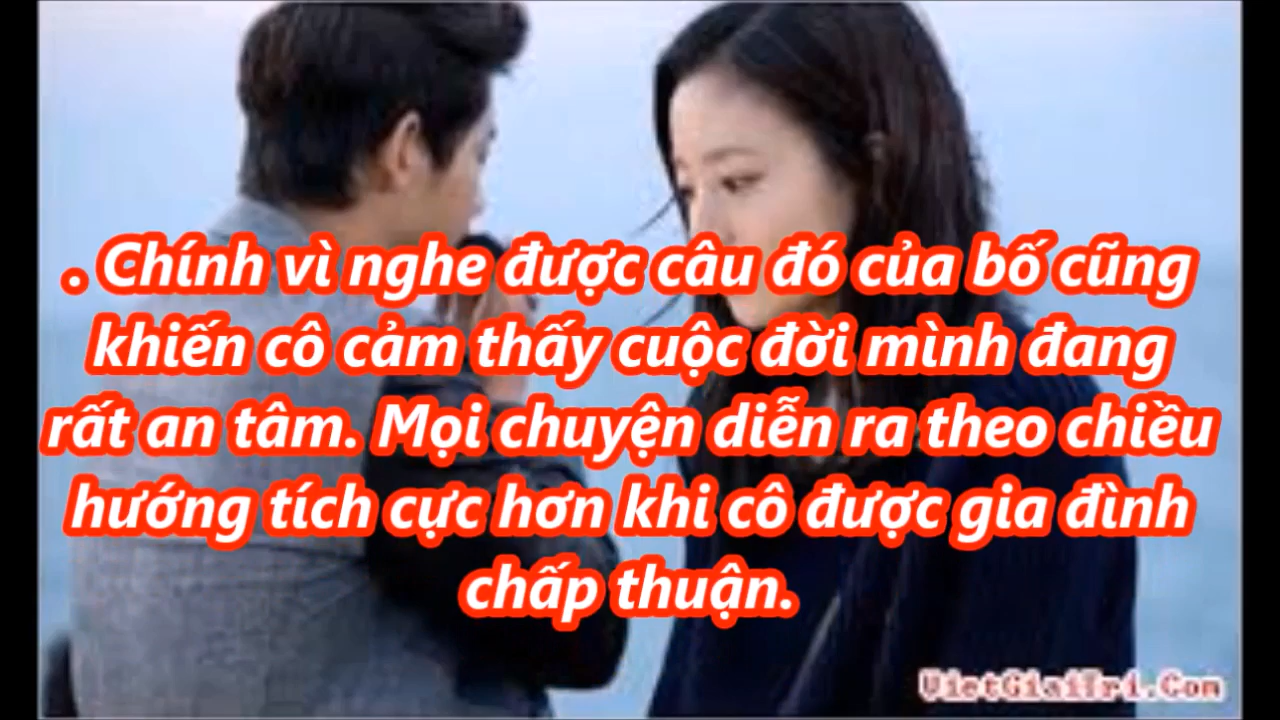 . Chính vì nghe được câu đó của bố cũng
khiến cô cảm thấy cuộc đời mình đang
rất an tâm. Mọi chuyện diễn ra theo chiều
hướng tích cực hơn khi cô được gia đình
chấp thuận.
VietGiaiTri.Com